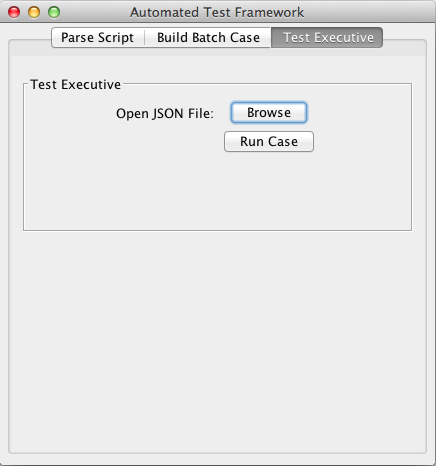 Automated Test Framework
Parse Script Build Batch Case Test Executive
Test Executive
Open JSON File: Browse
Run Case